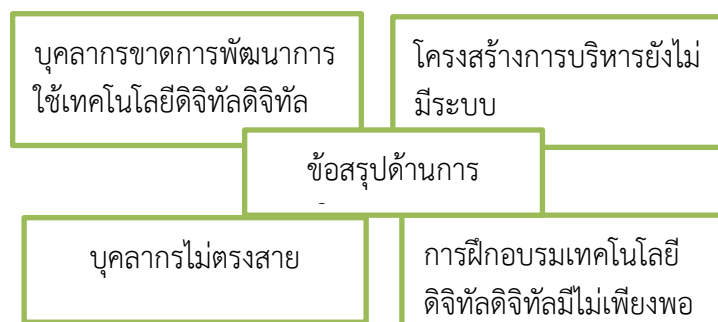 บุคลากรขาดการพัฒนาการ
ใช้เทคโนโลยีดิจิทัลดิจิทัล
โครงสร้างการบริหารยังไม่
มีระบบ
ข้อสรุปด้านการ
บุคลากรไม่ตรงสาย
การฝึกอบรมเทคโนโลยี
ดิจิทัลดิจิทัลมีไม่เพียงพอ